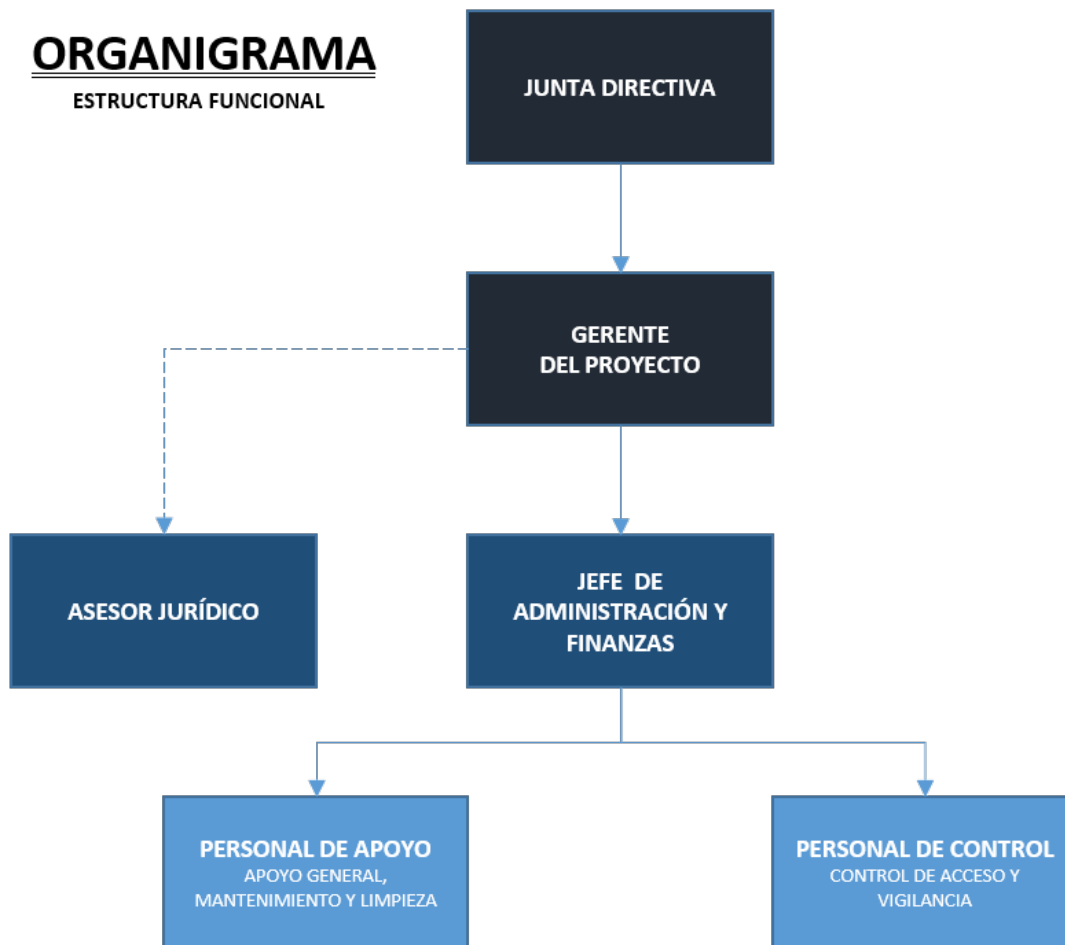 ORGANIGRAMA
ESTRUCTURA FUNCIONAL
JUNTA DIRECTIVA
GERENTE
DEL PROYECTO
ASESOR JURÍDICO
JEFE DE
ADMINISTRACIÓN Y
FINANZAS
PERSONAL DE APOYO
APOYO GENERAL,
MANTENIMIENTO Y LIMPIEZA
PERSONAL DE CONTROL
CONTROL DE ACCESO Y
VIGILANCIA